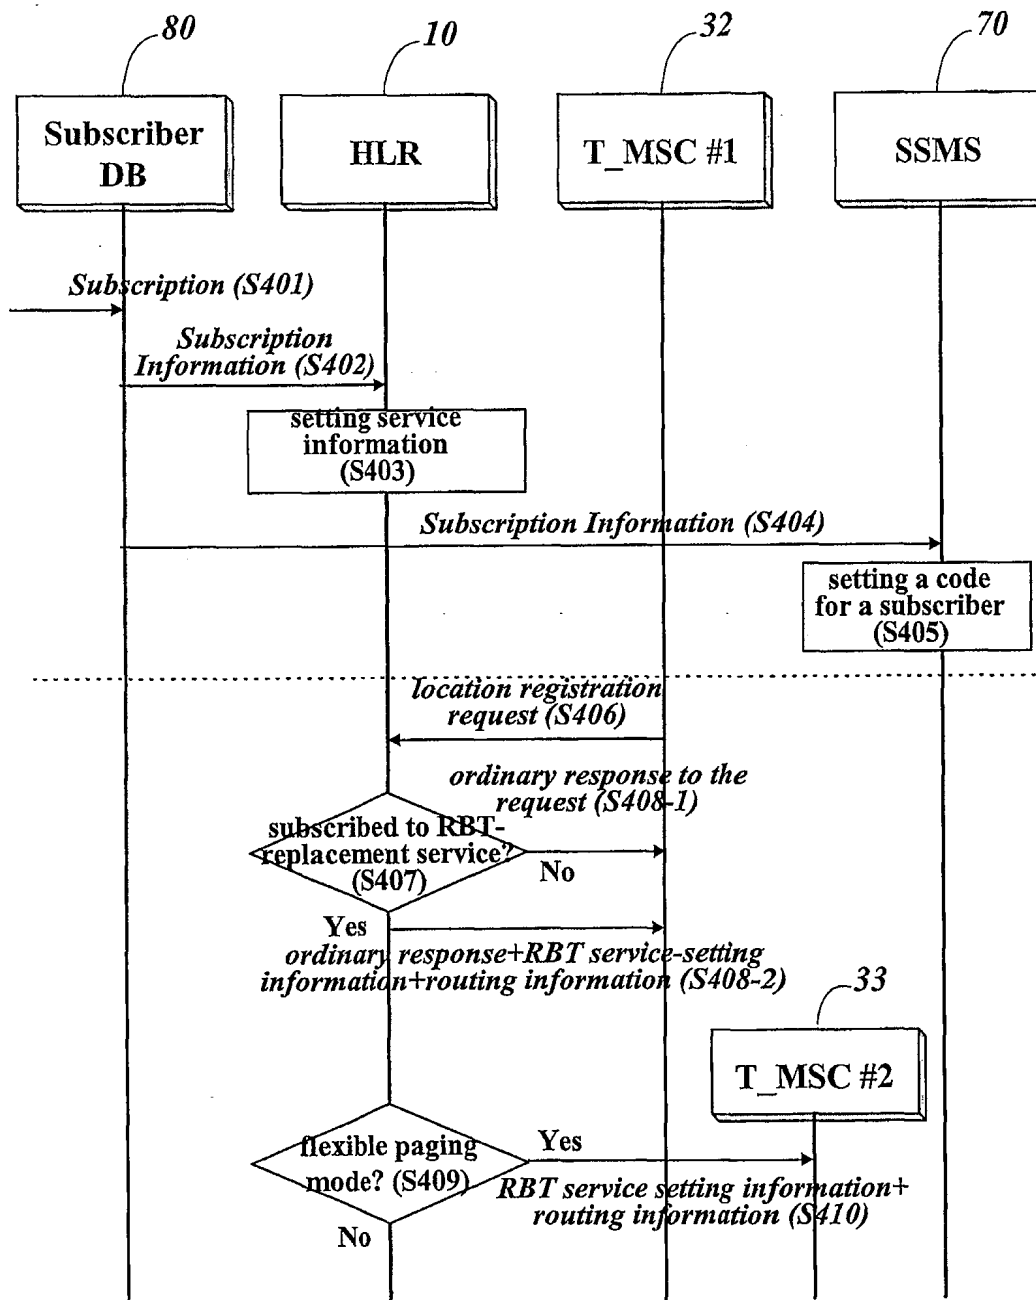 80
10
32
70
Subscriber
DB
HLR
T_MSC #1
SSMS
Subscription (S401)
Subscription
Information (S402)
setting service
information
(S403)
Subscription Information (S404)
setting a code
for a subscriber
(S405)
location registration
request (S406)
ordinary response to the
request (S408-1)
subscribed to RBT-
replacement service?
(S407)
No
Yes
ordinary response+RBT service-setting
information+routing information (S408-2)
33
T_MSC #2
flexible paging
mode? (S409)
Yes
RBT service setting information+
routing information (S410)
No